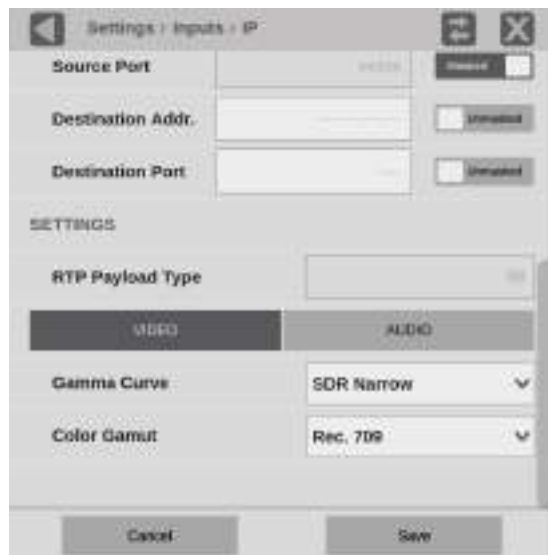 Settings › Inputs › IP
Source Port Masked
Destination Addr. Unmasked
Destination Port Unmasked
SETTINGS
RTP Payload Type
VIDEO AUDIO
Gamma Curve SDR Narrow
Color Gamut Rec. 709
Cancel Save